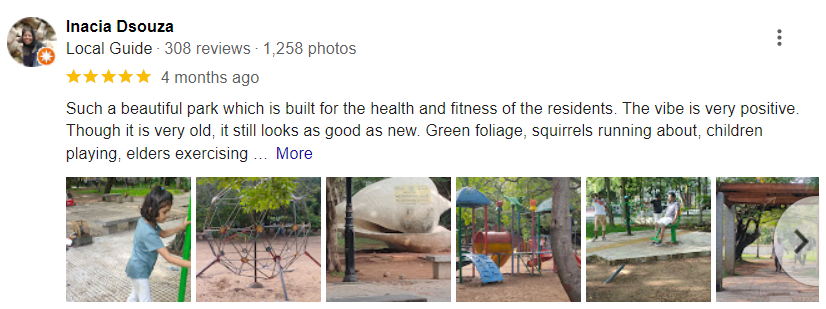 Inacia Dsouza
Local Guide · 308 reviews · 1,258 photos
4 months ago
Such a beautiful park which is built for the health and fitness of the residents. The vibe is very positive.
Though it is very old, it still looks as good as new. Green foliage, squirrels running about, children
playing, elders exercising … More